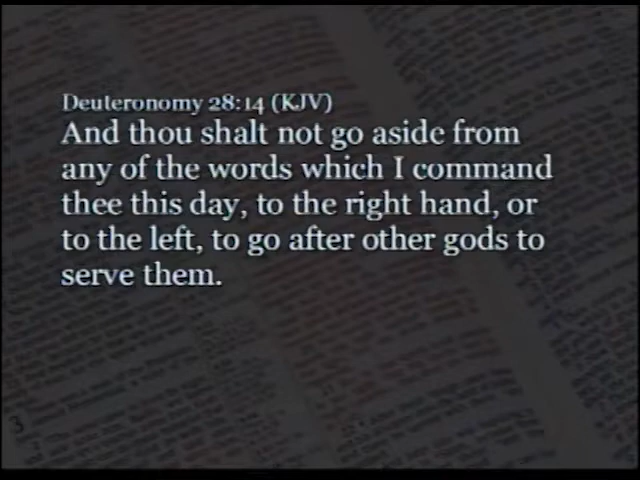 Deuteronomy 28:14 (KJV)
And thou shalt not go aside from
any of the words which I command
thee this day, to the right hand, or
to the left, to go after other gods to
serve them.